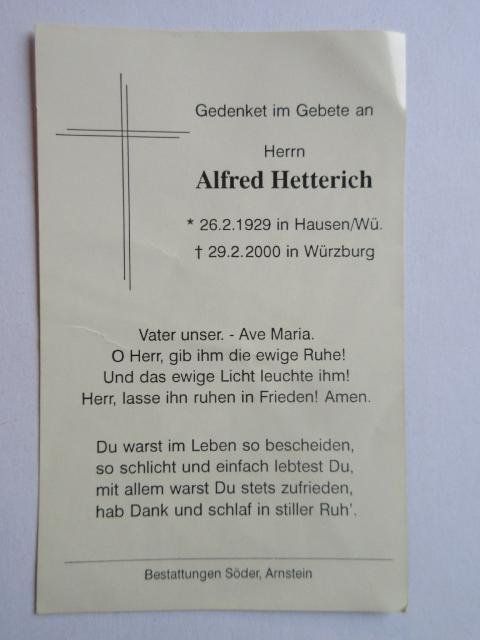 Gedenket im Gebete an
Herrn
Alfred Hetterich
* 26.2.1929 in Hausen/Wü.
† 29.2.2000 in Würzburg
Vater unser. - Ave Maria.
O Herr, gib ihm die ewige Ruhe!
Und das ewige Licht leuchte ihm!
Herr, lasse ihn ruhen in Frieden! Amen.
Du warst im Leben so bescheiden,
so schlicht und einfach lebtest Du,
mit allem warst Du stets zufrieden,
hab Dank und schlaf in stiller Ruh'.
Bestattungen Söder, Arnstein